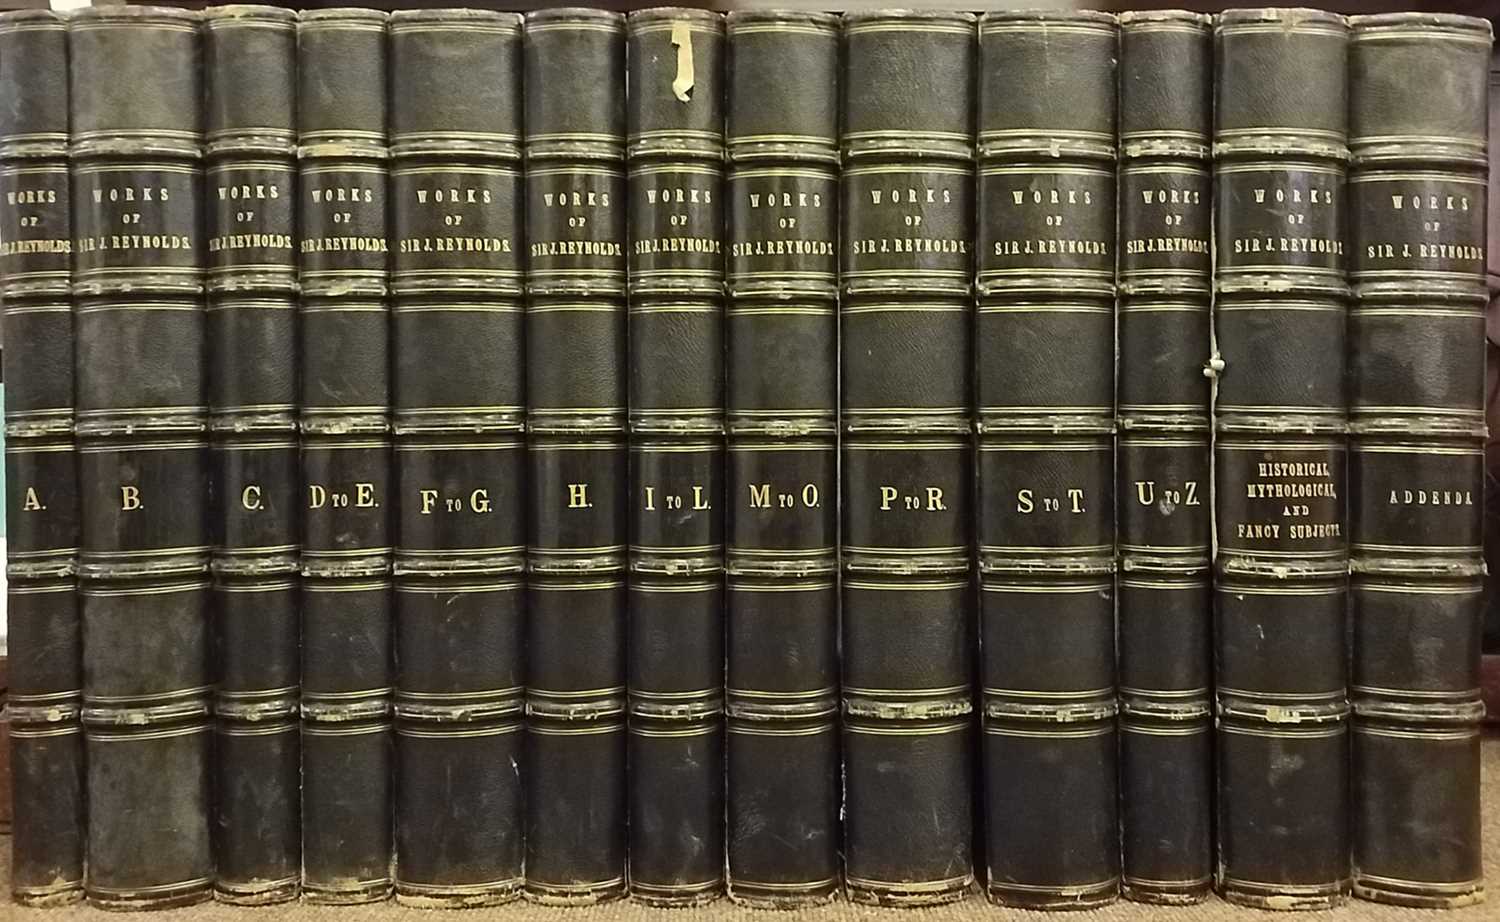 WORKS
OF
SIR J. REYNOLDS.
A.
WORKS
OF
SIR J. REYNOLDS.
B.
WORKS
OF
SIR J. REYNOLDS.
C.
WORKS
OF
SIR J. REYNOLDS.
D TO E.
WORKS
OF
SIR J. REYNOLDS.
F TO G.
WORKS
OF
SIR J. REYNOLDS.
H.
WORKS
OF
SIR J. REYNOLDS.
I TO L.
WORKS
OF
SIR J. REYNOLDS.
M TO O.
WORKS
OF
SIR J. REYNOLDS.
P TO R.
WORKS
OF
SIR J. REYNOLDS.
S TO T.
WORKS
OF
SIR J. REYNOLDS.
U TO Z.
WORKS
OF
SIR J. REYNOLDS.
HISTORICAL,
MYTHOLOGICAL,
AND
FANCY SUBJECTS.
WORKS
OF
SIR J. REYNOLDS.
ADDENDA.